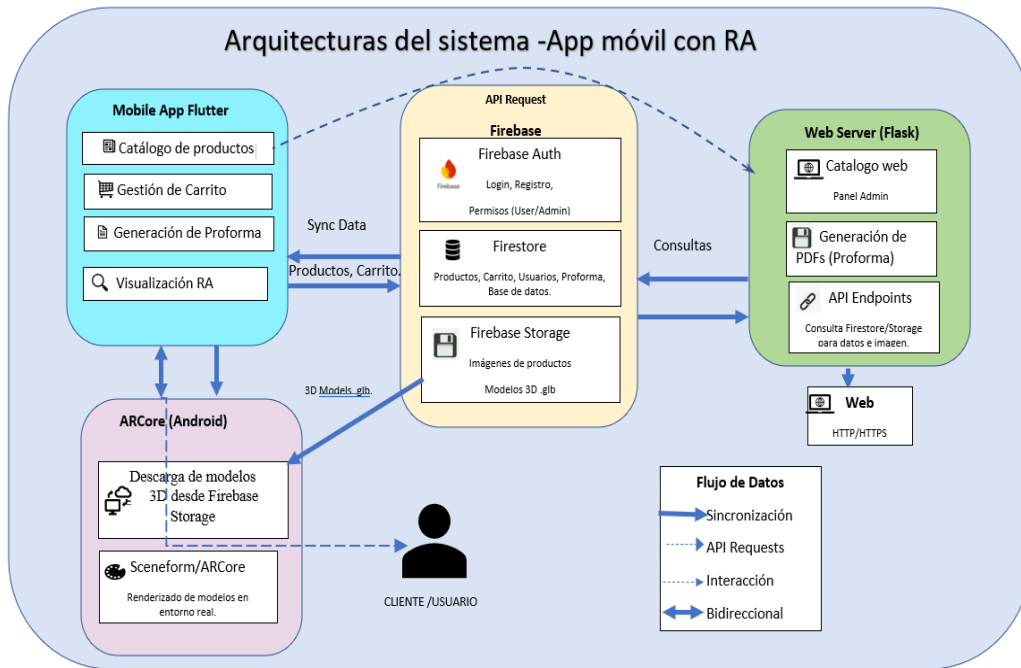 Arquitecturas del sistema -App móvil con RA
Mobile App Flutter
Catálogo de productos
Gestión de Carrito
Generación de Proforma
Visualización RA
Sync Data
Productos, Carrito.
API Request
Firebase
Firebase Auth
Firebase
Login, Registro,
Permisos (User/Admin)
Firestore
Productos, Carrito, Usuarios, Proforma,
Base de datos.
Firebase Storage
Imágenes de productos
Modelos 3D .glb
Consultas
Web Server (Flask)
Catalogo web
Panel Admin
Generación de
PDFs (Proforma)
API Endpoints
Consulta Firestore/Storage
para datos e imagen.
Web
HTTP/HTTPS
3D Models .glb.
ARCore (Android)
Descarga de modelos
3D desde Firebase
Storage
Sceneform/ARCore
Renderizado de modelos en
entorno real.
CLIENTE /USUARIO
Flujo de Datos
Sincronización
API Requests
Interacción
Bidireccional